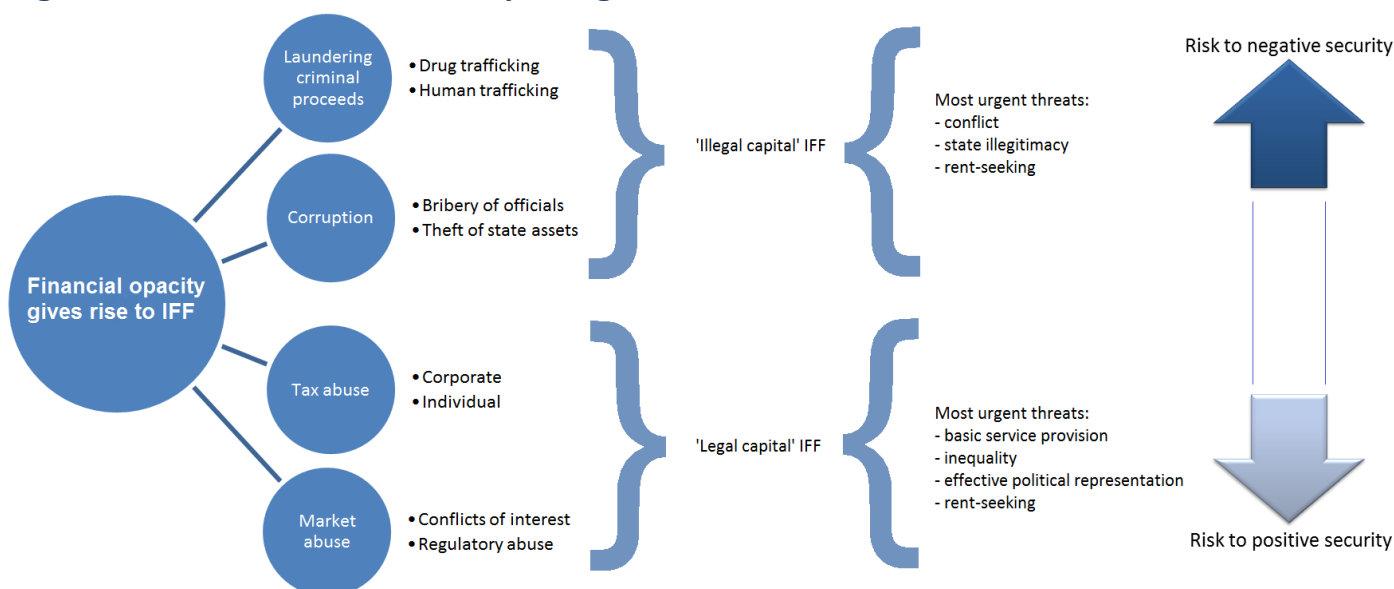 Laundering
criminal
proceeds
• Drug trafficking
• Human trafficking
Corruption
• Bribery of officials
• Theft of state assets
Financial opacity
gives rise to IFF
Tax abuse
• Corporate
• Individual
Market
abuse
• Conflicts of interest
• Regulatory abuse
'Illegal capital' IFF
'Legal capital' IFF
Most urgent threats:
- conflict
- state illegitimacy
- rent-seeking
Most urgent threats:
- basic service provision
- inequality
- effective political representation
- rent-seeking
Risk to negative security
Risk to positive security